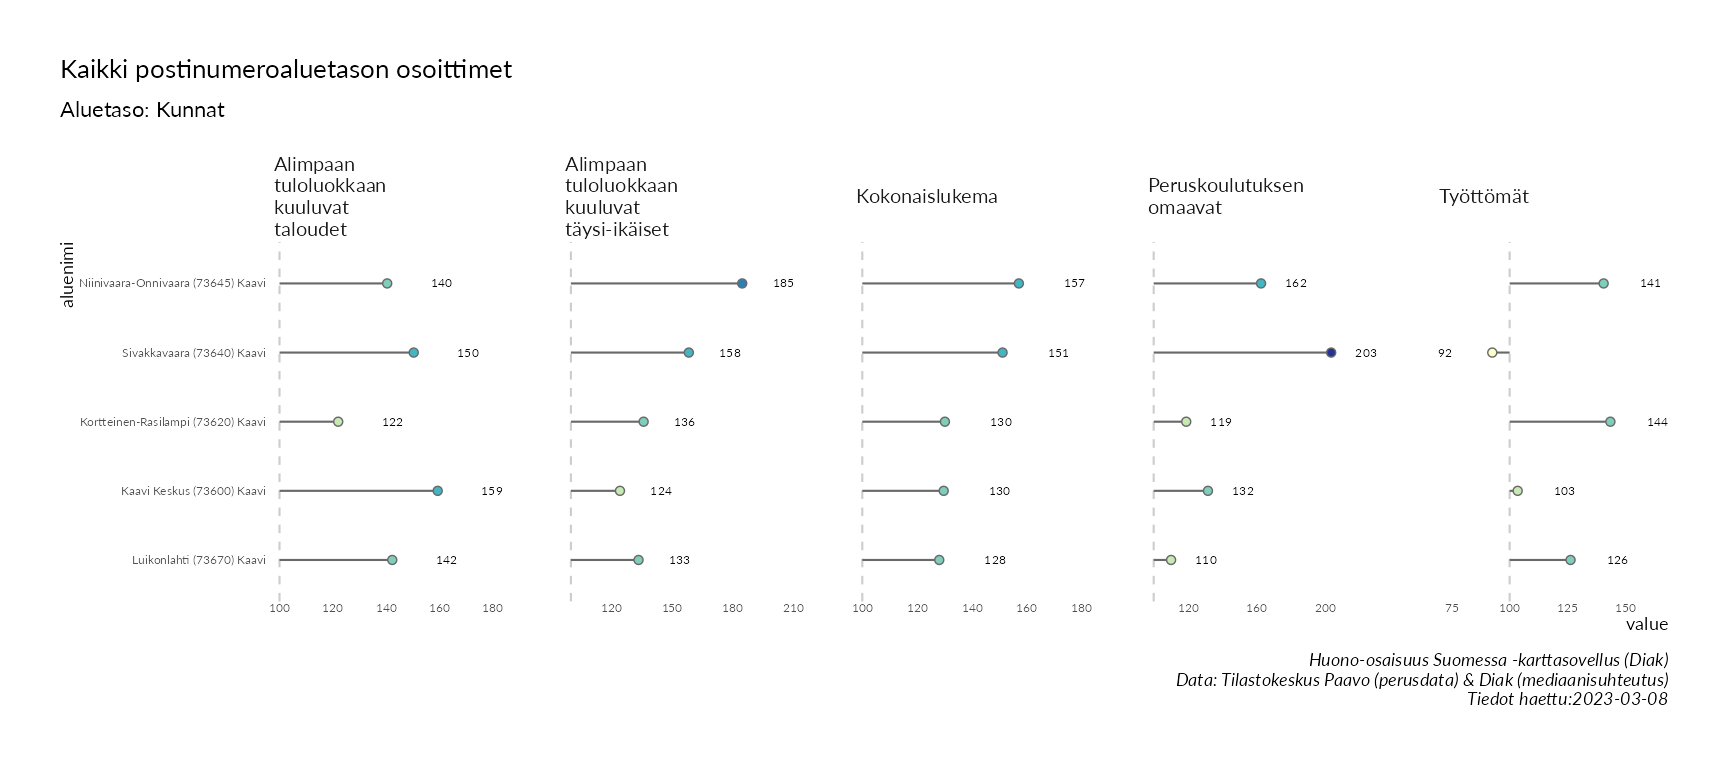 Kaikki postinumeroaluetason osoittimet
Aluetaso: Kunnat
Alimpaan
tuloluokkaan
kuuluvat
taloudet
Alimpaan
tuloluokkaan
kuuluvat
täysi-ikäiset
Kokonaislukema
Peruskoulutuksen
omaavat
Työttömät
aluenimi
Niinivaara-Onnivaara (73645) Kaavi 140 185 157 162 141
Sivakkavaara (73640) Kaavi 150 158 151 203 92
Kortteinen-Rasilampi (73620) Kaavi 122 136 130 119 144
Kaavi Keskus (73600) Kaavi 159 124 130 132 103
Luikonlahti (73670) Kaavi 142 133 128 110 126
100 120 140 160 180 120 150 180 210 100 120 140 160 180 120 160 200 75 100 125 150
value
Huono-osaisuus Suomessa -karttasovellus (Diak)
Data: Tilastokeskus Paavo (perusdata) & Diak (mediaanisuhteutus)
Tiedot haettu:2023-03-08